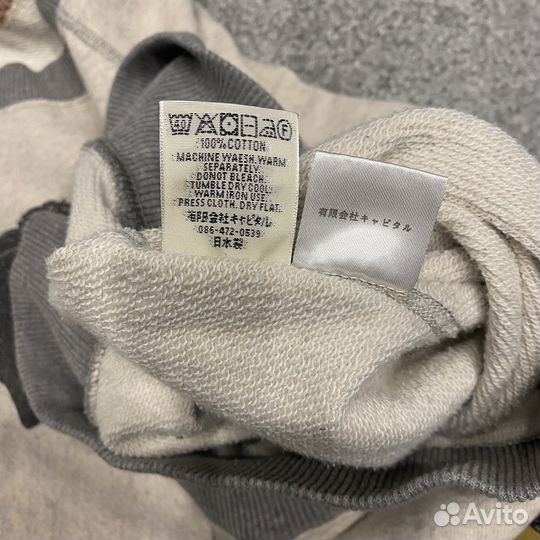 40 F
100%COTTON
MACHINE WAESH.WARM
SEPARATELY.
DONOT BLEACH.
TUMBLE DRY COOL.
WARM IRON USE.
PRESS CLOTH. DRY FLAT.
有限会社キャピタル
086-472-0539
日本製
有限会社キャピタル
Avito